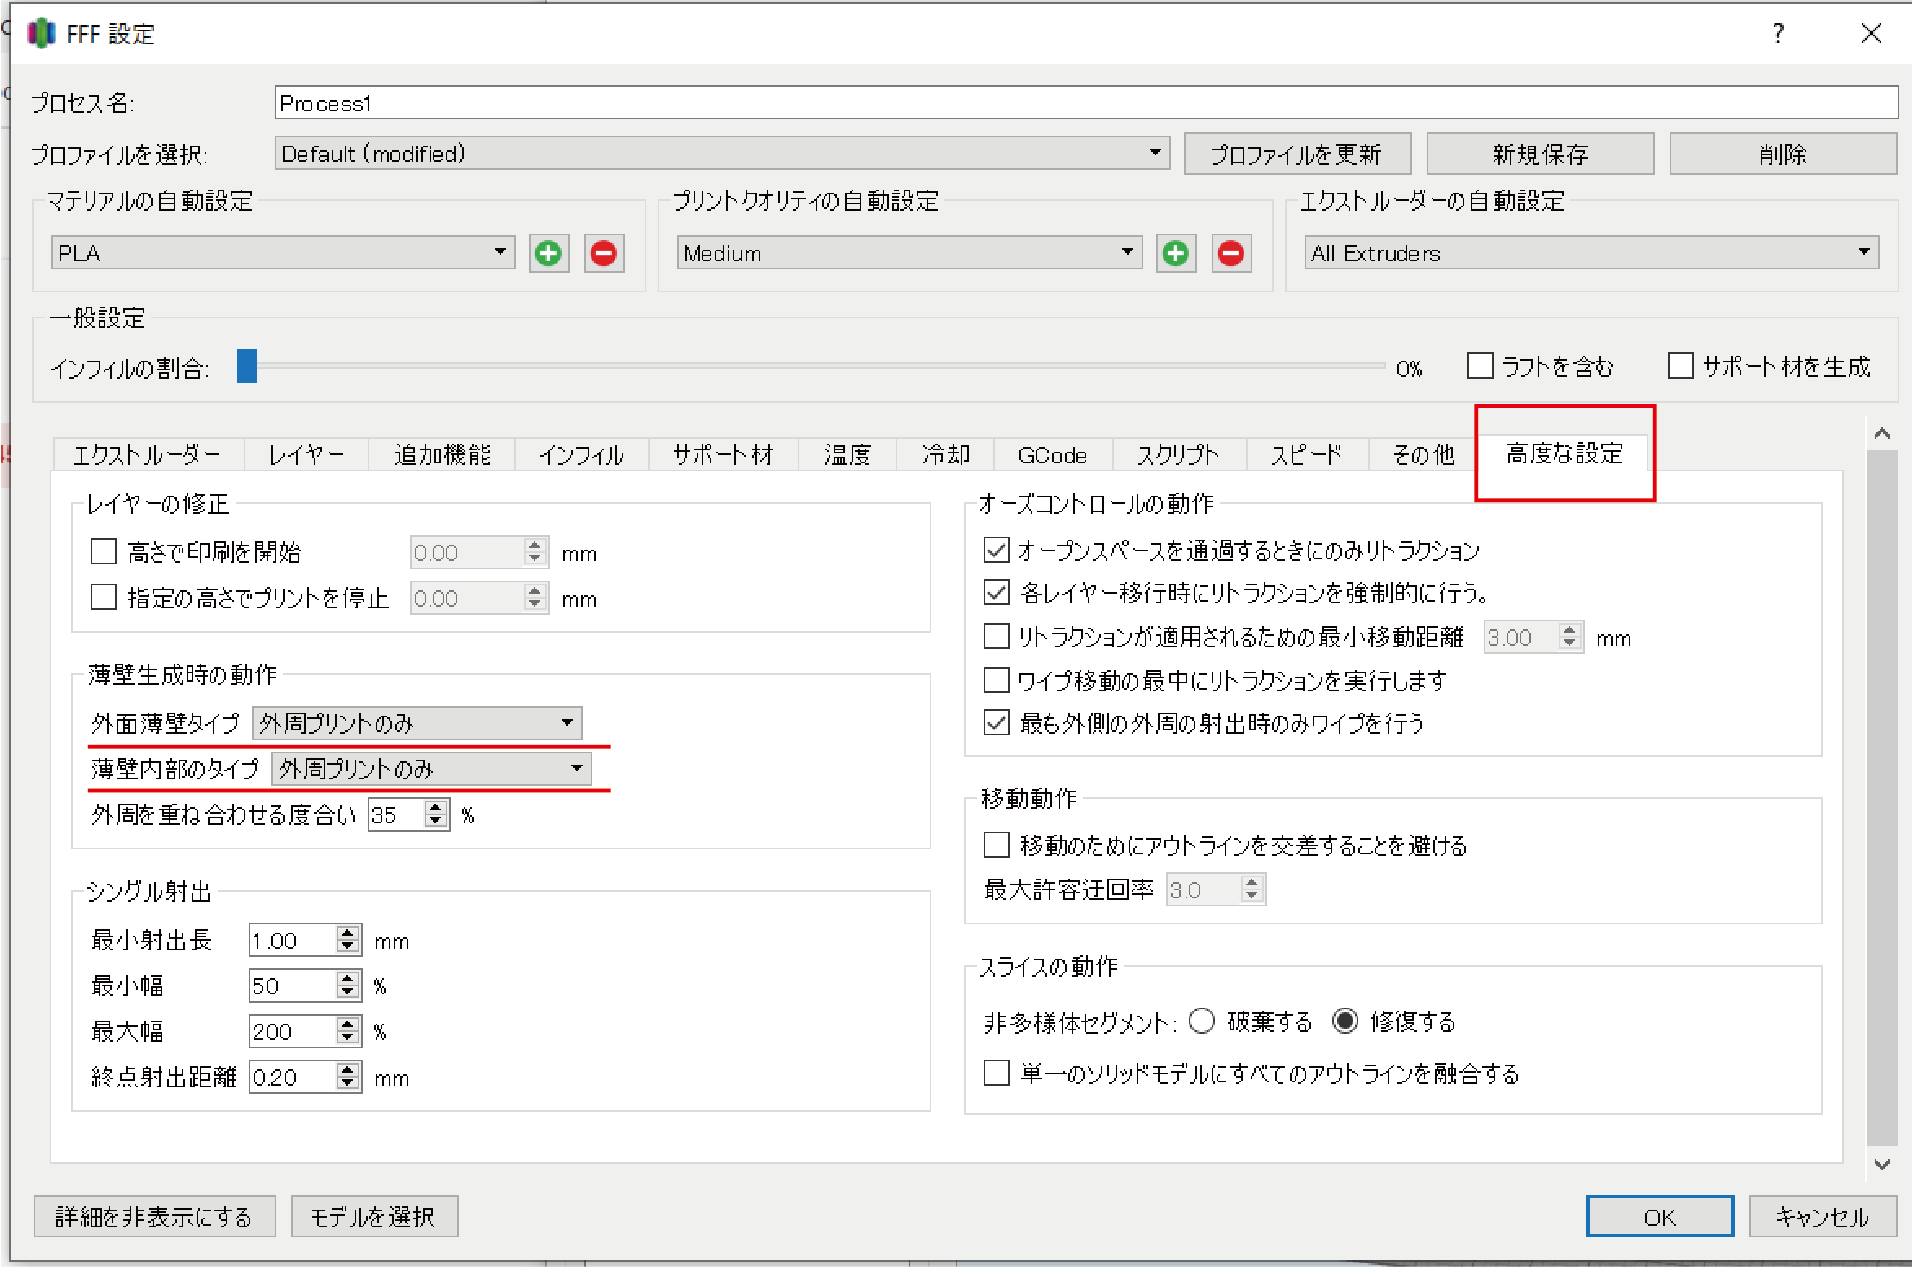 FFF 設定
?
プロセス名:
Process1
プロファイルを選択:
Default (modified)
プロファイルを更新
新規保存
削除
マテリアルの自動設定
プリントクオリティの自動設定
エクストルーダーの自動設定
PLA
Medium
All Extruders
一般設定
インフィルの割合:
0%
ラフトを含む
サポート材を生成
エクストルーダー
レイヤー
追加機能
インフィル
サポート材
温度
冷却
GCode
スクリプト
スピード
その他
高度な設定
レイヤーの修正
高さで印刷を開始
0.00
mm
指定の高さでプリントを停止
0.00
mm
薄壁生成時の動作
外面薄壁タイプ
外周プリントのみ
薄壁内部のタイプ
外周プリントのみ
外周を重ね合わせる度合い
35
%
シングル射出
最小射出長
1.00
mm
最小幅
50
%
最大幅
200
%
終点射出距離
0.20
mm
オーズコントロールの動作
オープンスペースを通過するときにのみリトラクション
各レイヤー移行時にリトラクションを強制的に行う。
リトラクションが適用されるための最小移動距離
3.00
mm
ワイプ移動の最中にリトラクションを実行します
最も外側の外周の射出時のみワイプを行う
移動動作
移動のためにアウトラインを交差することを避ける
最大許容迂回率
3.0
スライスの動作
非多様体セグメント:
破棄する
修復する
単一のソリッドモデルにすべてのアウトラインを融合する
詳細を非表示にする
モデルを選択
OK
キャンセル